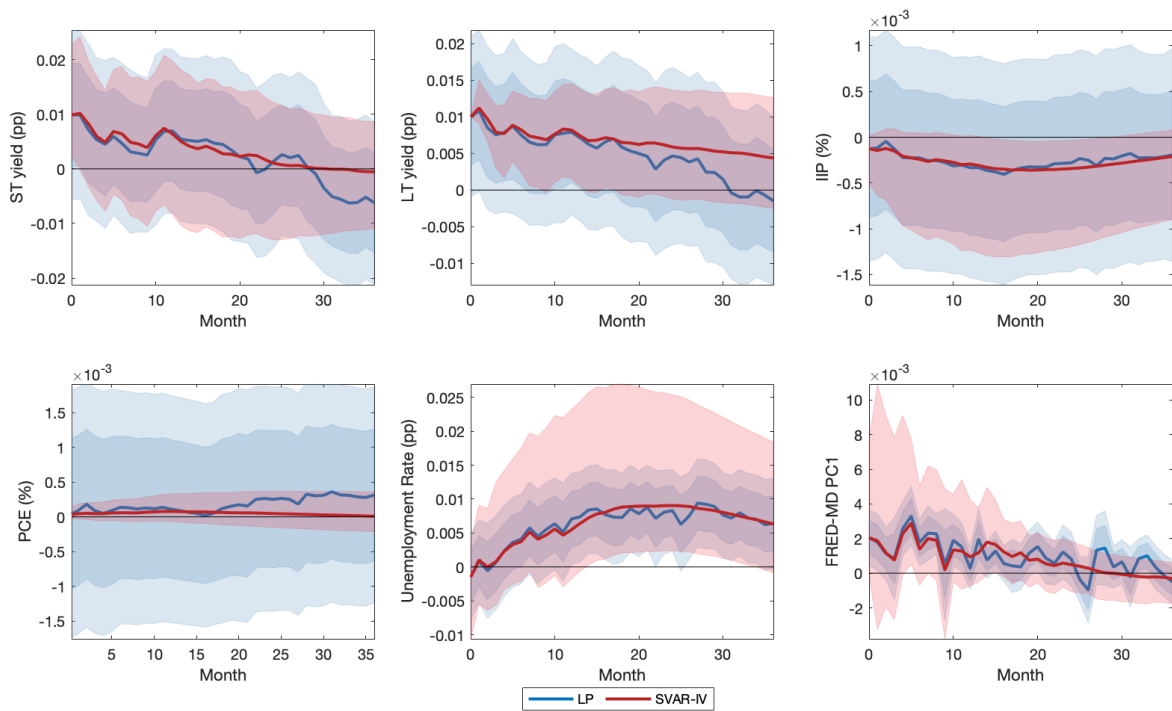 ST yield (pp)
0.02
0.01
0
-0.01
-0.02
0 10 20 30
Month
LT yield (pp)
0.02
0.015
0.01
0.005
0
-0.005
-0.01
0 10 20 30
Month
× 10⁻³
IIP (%)
1
0.5
0
-0.5
-1
-1.5
0 10 20 30
Month
× 10⁻³
PCE (%)
1.5
1
0.5
0
-0.5
-1
-1.5
5 10 15 22 25 30 35
Month
Unemployment Rate (pp)
0.025
0.02
0.015
0.01
0.005
0
-0.005
-0.01
0 10 20 30
Month
× 10⁻³
FRED-MD PC1
10
8
6
4
2
0
-2
0 10 20 30
Month
LP SVAR-IV